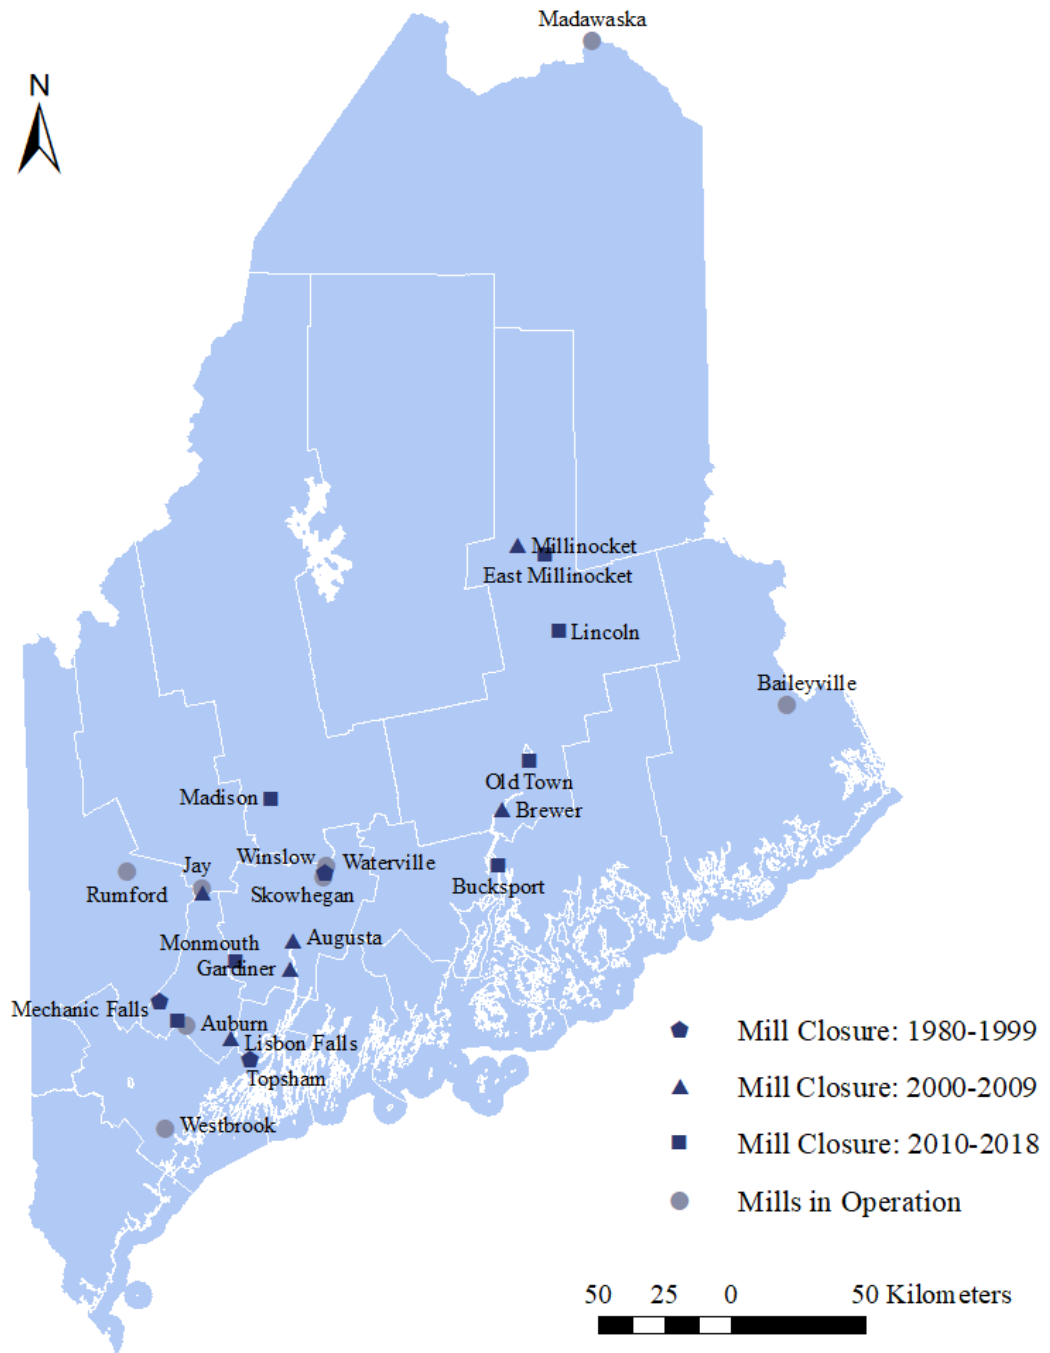 Madawaska
N
Millinocket
East Millinocket
Lincoln
Baileyville
Old Town
Madison
Brewer
Winslow
Waterville
Jay
Rumford
Skowhegan
Bucksport
Augusta
Monmouth
Gardiner
Mechanic Falls
Auburn
Lisbon Falls
Topsham
Westbrook
Mill Closure: 1980-1999
Mill Closure: 2000-2009
Mill Closure: 2010-2018
Mills in Operation
50 25 0 50 Kilometers